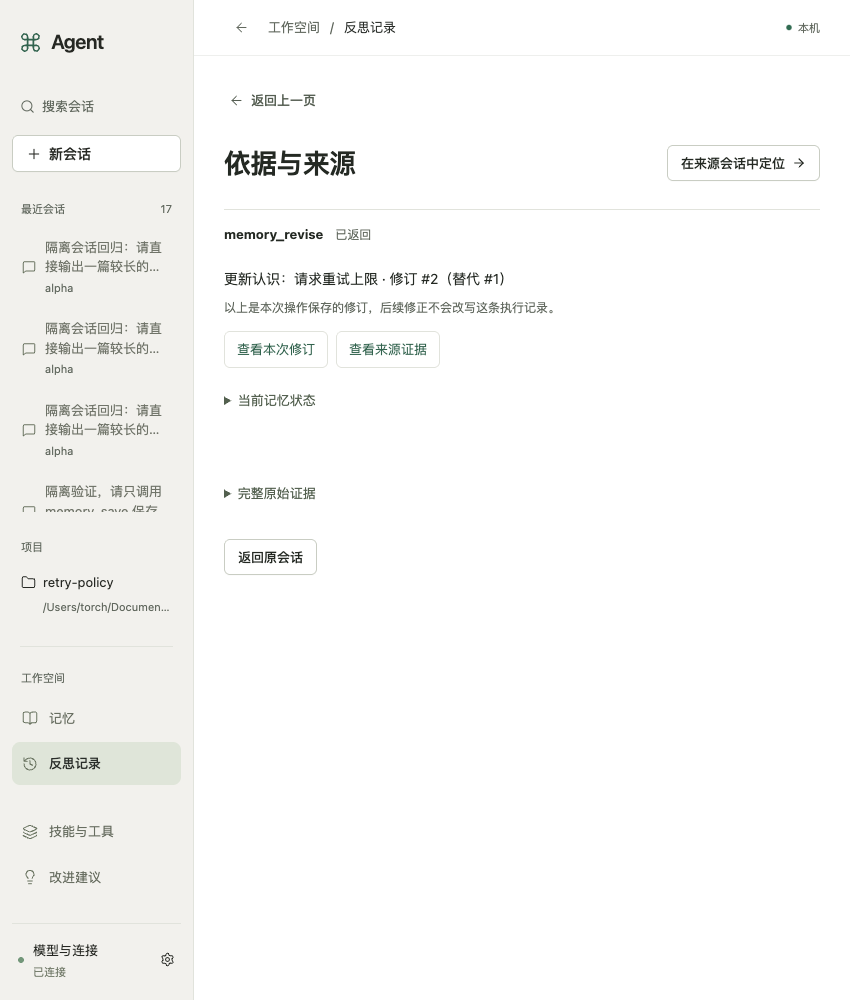 Agent
搜索会话
新会话
最近会话 17
隔离会话回归：请直
接输出一篇较长的...
alpha
隔离会话回归：请直
接输出一篇较长的...
alpha
隔离会话回归：请直
接输出一篇较长的...
alpha
隔离验证，请只调用
memory_save 保存
项目
retry-policy
/Users/torch/Documen...
工作空间
记忆
反思记录
技能与工具
改进建议
模型与连接
已连接
工作空间 / 反思记录
本机
返回上一页
依据与来源
在来源会话中定位
memory_revise 已返回
更新认识：请求重试上限 · 修订 #2（替代 #1）
以上是本次操作保存的修订，后续修正不会改写这条执行记录。
查看本次修订 查看来源证据
当前记忆状态
完整原始证据
返回原会话